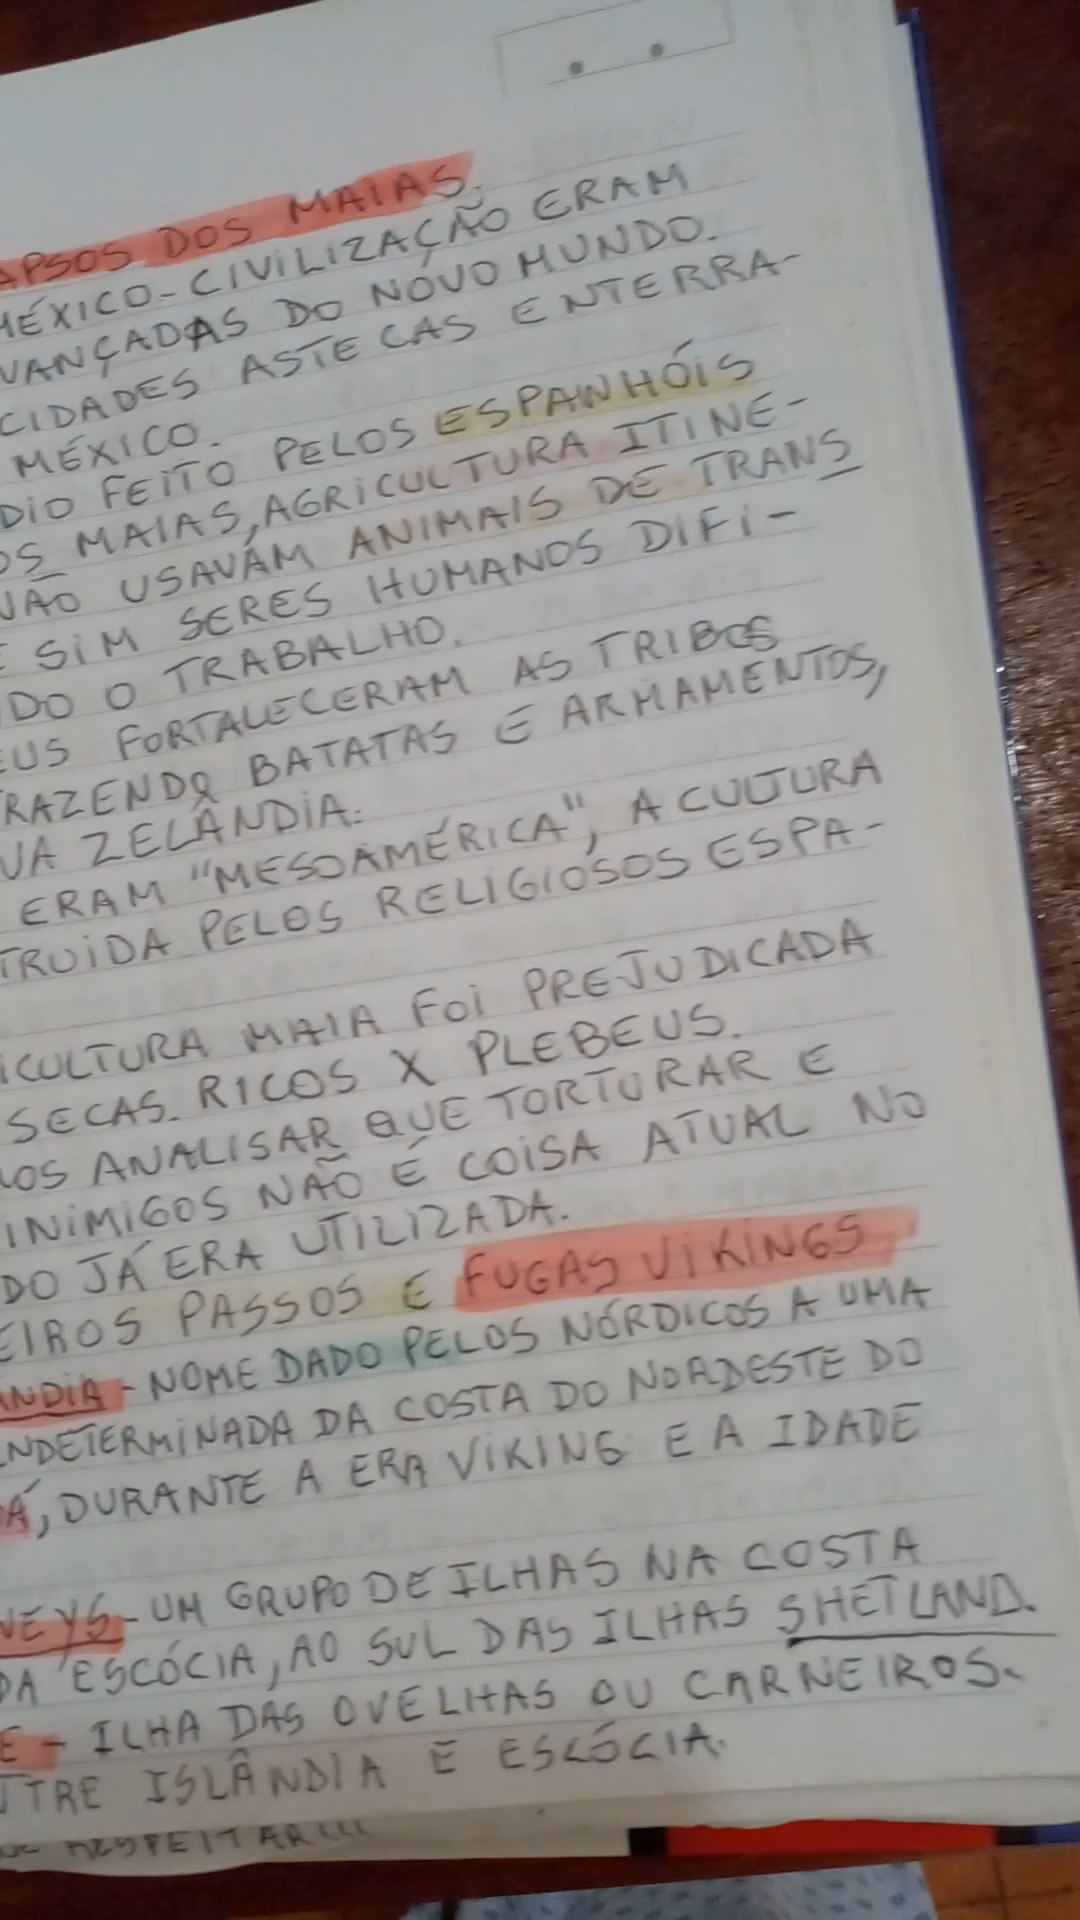 APSOS DOS MAIAS.
MÉXICO-CIVILIZAÇÃO ERAM
VANÇADAS DO NOVO MUNDO.
CIDADES ASTECAS ENTERRA-
MÉXICO.
DIO FEITO PELOS ESPANHÓIS
OS MAIAS, AGRICULTURA ITINE-
NÃO USAVAM ANIMAIS DE TRANS
E SIM SERES HUMANOS DIFI-
DO O TRABALHO.
EUS FORTALECERAM AS TRIBOS
RAZENDO BATATAS E ARMAMENTOS,
VA ZELÂNDIA.
ERAM "MESOAMÉRICA", A CULTURA
TRUIDA PELOS RELIGIOSOS ESPA-
ICULTURA MAIA FOI PREJUDICADA
SECAS. RICOS X PLEBEUS.
LOS ANALISAR QUE TORTURAR E
INIMIGOS NÃO É COISA ATUAL NO
DO JÁ ERA UTILIZADA.
EIROS PASSOS E FUGAS VIKINGS
NDIA - NOME DADO PELOS NÓRDICOS A UMA
INDETERMINADA DA COSTA DO NORDESTE DO
Á, DURANTE A ERA VIKING E A IDADE
NEYS - UM GRUPO DE ILHAS NA COSTA
DA ESCÓCIA, AO SUL DAS ILHAS SHETLAND.
E - ILHA DAS OVELHAS OU CARNEIROS.
TRE ISLÂNDIA E ESCÓCIA.
RESPEITAR!!!